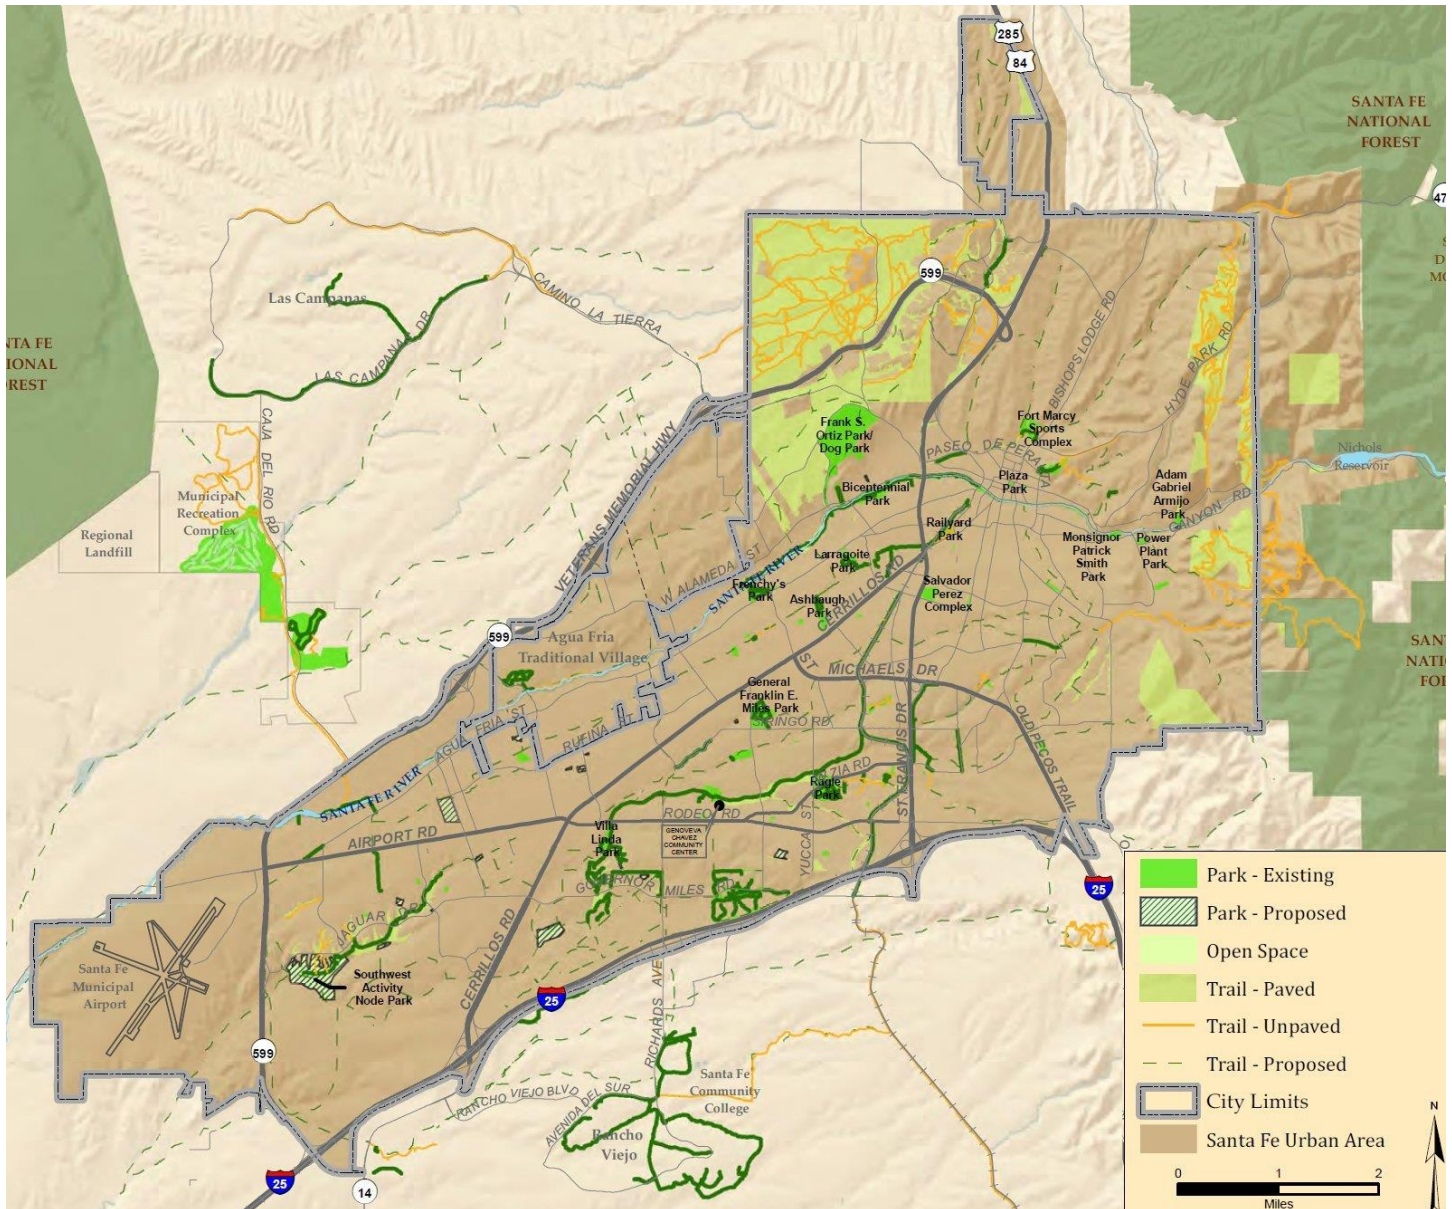 285
84
SANTA FE
NATIONAL
FOREST
47
599
Las Campanas
CAMINO LA TIERRA
LAS CAMPANAS DR
BISHOPS LODGE RD
HYDE PARK RD
NTA FE
IONAL
OREST
CAJA DEL RIO RD
VETERANS MEMORIAL HWY
Frank S.
Ortiz Park/
Dog Park
Fort Marcy
Sports
Complex
PASEO DE PERALTA
Nichols
Reservoir
Plaza
Park
Adam
Gabriel
Armijo
Park
CANYON RD
Bicentennial
Park
Municipal
Recreation
Complex
Regional
Landfill
Railyard
Park
Monsignor
Patrick
Smith
Park
Power
Plant
Park
W ALAMEDA ST
SANTA FE RIVER
Larragoite
Park
Frenchy's
Park
Ashbaugh
Park
CERRILLOS RD
Salvador
Perez
Complex
599
Agua Fria
Traditional Village
ST MICHAELS DR
General
Franklin E.
Miles Park
SIRINGO RD
AGUA FRIA ST
RUFINA ST
ST FRANCIS DR
OLD PECOS TRAIL
SANTA FE RIVER
ZIA RD
Ragle
Park
RODEO RD
GENOVEVA
CHAVEZ
COMMUNITY
CENTER
YUCCA ST
AIRPORT RD
Villa
Linda
Park
GOVERNOR MILES RD
JAGUAR DR
CERRILLOS RD
25
Santa Fe
Municipal
Airport
Southwest
Activity
Node Park
25
RICHARDS AVE
599
Santa Fe
Community
College
RANCHO VIEJO BLVD
AVENIDA DEL SUR
Rancho
Viejo
25
14
Park - Existing
Park - Proposed
Open Space
Trail - Paved
Trail - Unpaved
Trail - Proposed
City Limits
Santa Fe Urban Area
N
0 1 2
Miles